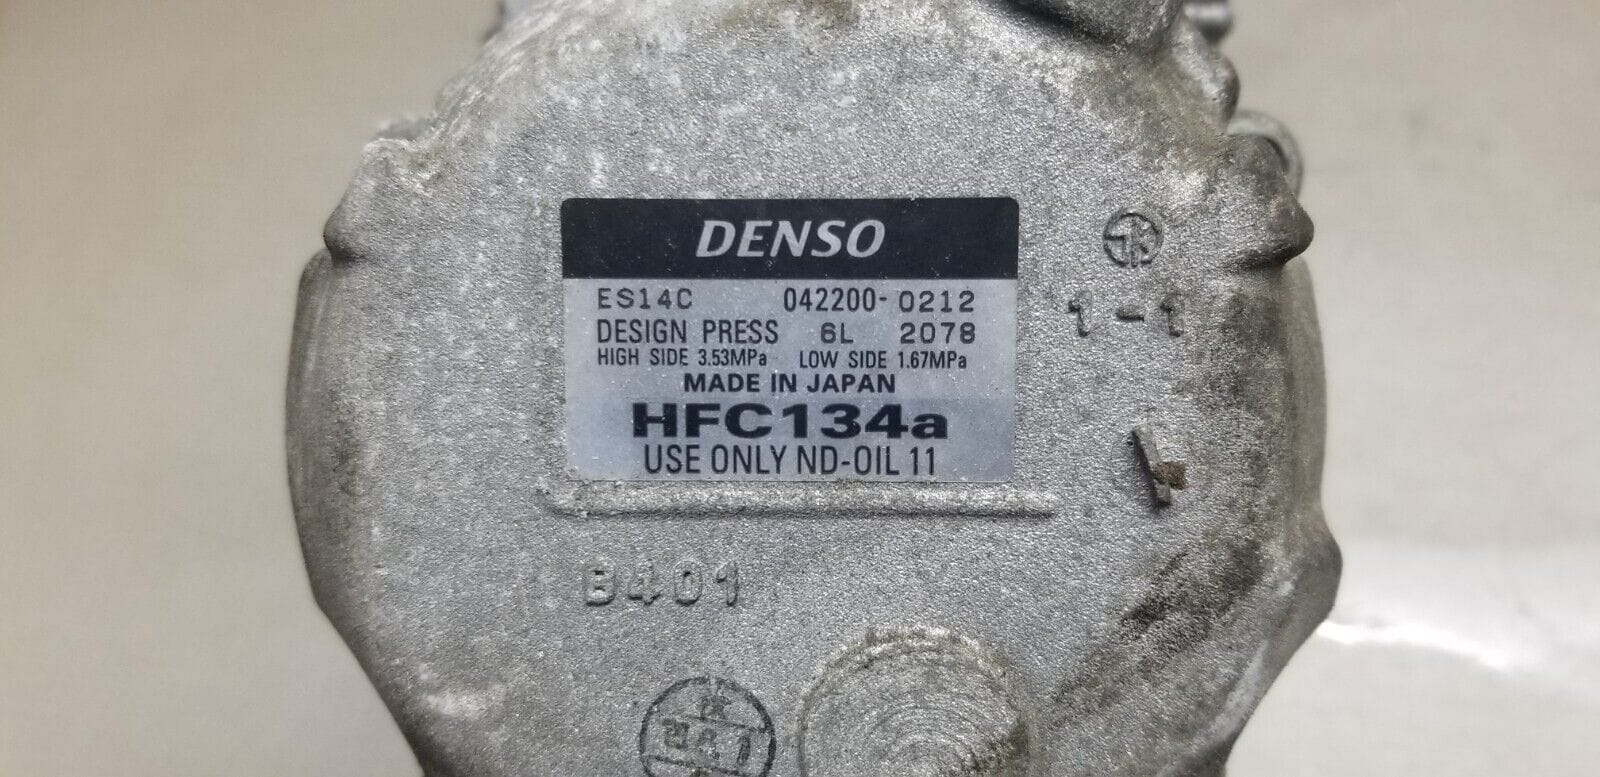 DENSO
ES14C 042200-0212
DESIGN PRESS 6L 2078
HIGH SIDE 3.53MPa LOW SIDE 1.67MPa
MADE IN JAPAN
HFC134a
USE ONLY ND-OIL 11
1-1
B401